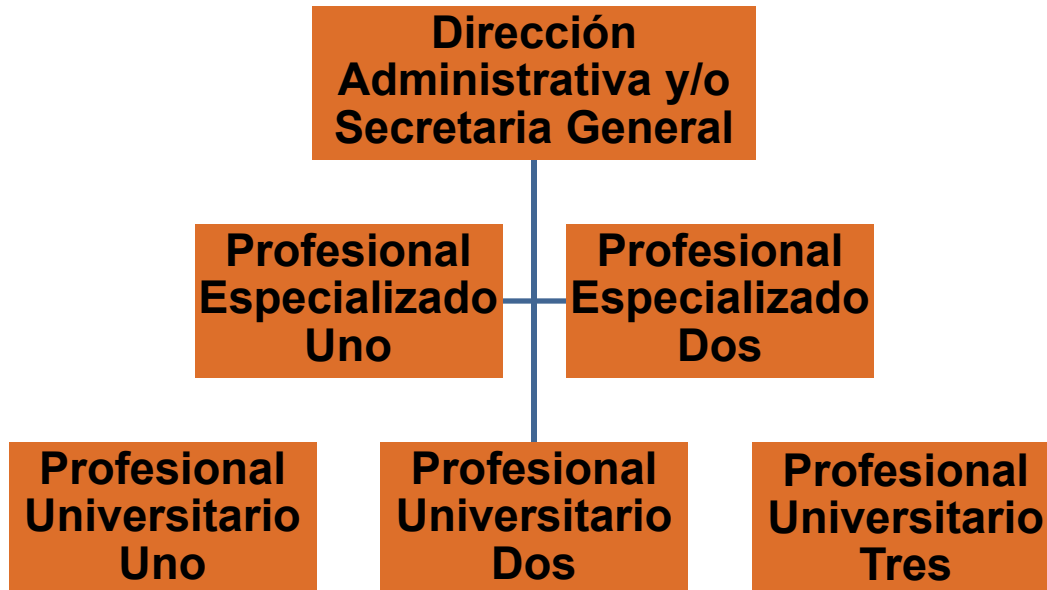 Dirección
Administrativa y/o
Secretaria General
Profesional
Especializado
Uno
Profesional
Especializado
Dos
Profesional
Universitario
Uno
Profesional
Universitario
Dos
Profesional
Universitario
Tres